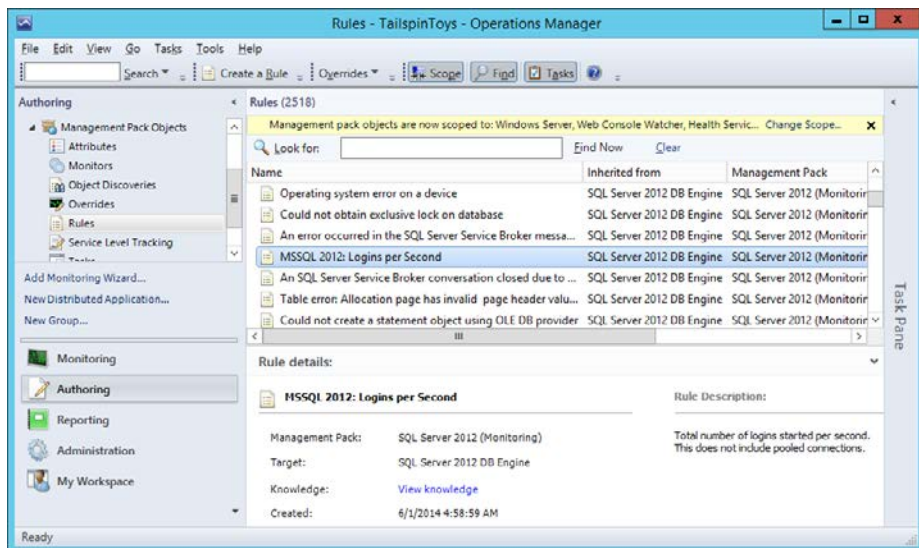 Rules - TailspinToys - Operations Manager
File Edit View Go Tasks Tools Help
Search Create a Rule Overrides Scope Find Tasks
Authoring
Management Pack Objects
Attributes
Monitors
Object Discoveries
Overrides
Rules
Service Level Tracking
Tasks
Add Monitoring Wizard...
New Distributed Application...
New Group...
Monitoring
Authoring
Reporting
Administration
My Workspace
Rules (2518)
Management pack objects are now scoped to: Windows Server, Web Console Watcher, Health Servic... Change Scope...
Look for: Find Now Clear
Name Inherited from Management Pack
Operating system error on a device SQL Server 2012 DB Engine SQL Server 2012 (Monitorin
Could not obtain exclusive lock on database SQL Server 2012 DB Engine SQL Server 2012 (Monitorin
An error occurred in the SQL Server Service Broker messa... SQL Server 2012 DB Engine SQL Server 2012 (Monitorin
MSSQL 2012: Logins per Second SQL Server 2012 DB Engine SQL Server 2012 (Monitorin
An SQL Server Service Broker conversation closed due to ... SQL Server 2012 DB Engine SQL Server 2012 (Monitorin
Table error: Allocation page has invalid page header valu... SQL Server 2012 DB Engine SQL Server 2012 (Monitorin
Could not create a statement object using OLE DB provider SQL Server 2012 DB Engine SQL Server 2012 (Monitorin
Rule details:
MSSQL 2012: Logins per Second
Management Pack: SQL Server 2012 (Monitoring)
Target: SQL Server 2012 DB Engine
Knowledge: View knowledge
Created: 6/1/2014 4:58:59 AM
Rule Description:
Total number of logins started per second.
This does not include pooled connections.
Task Pane
Ready